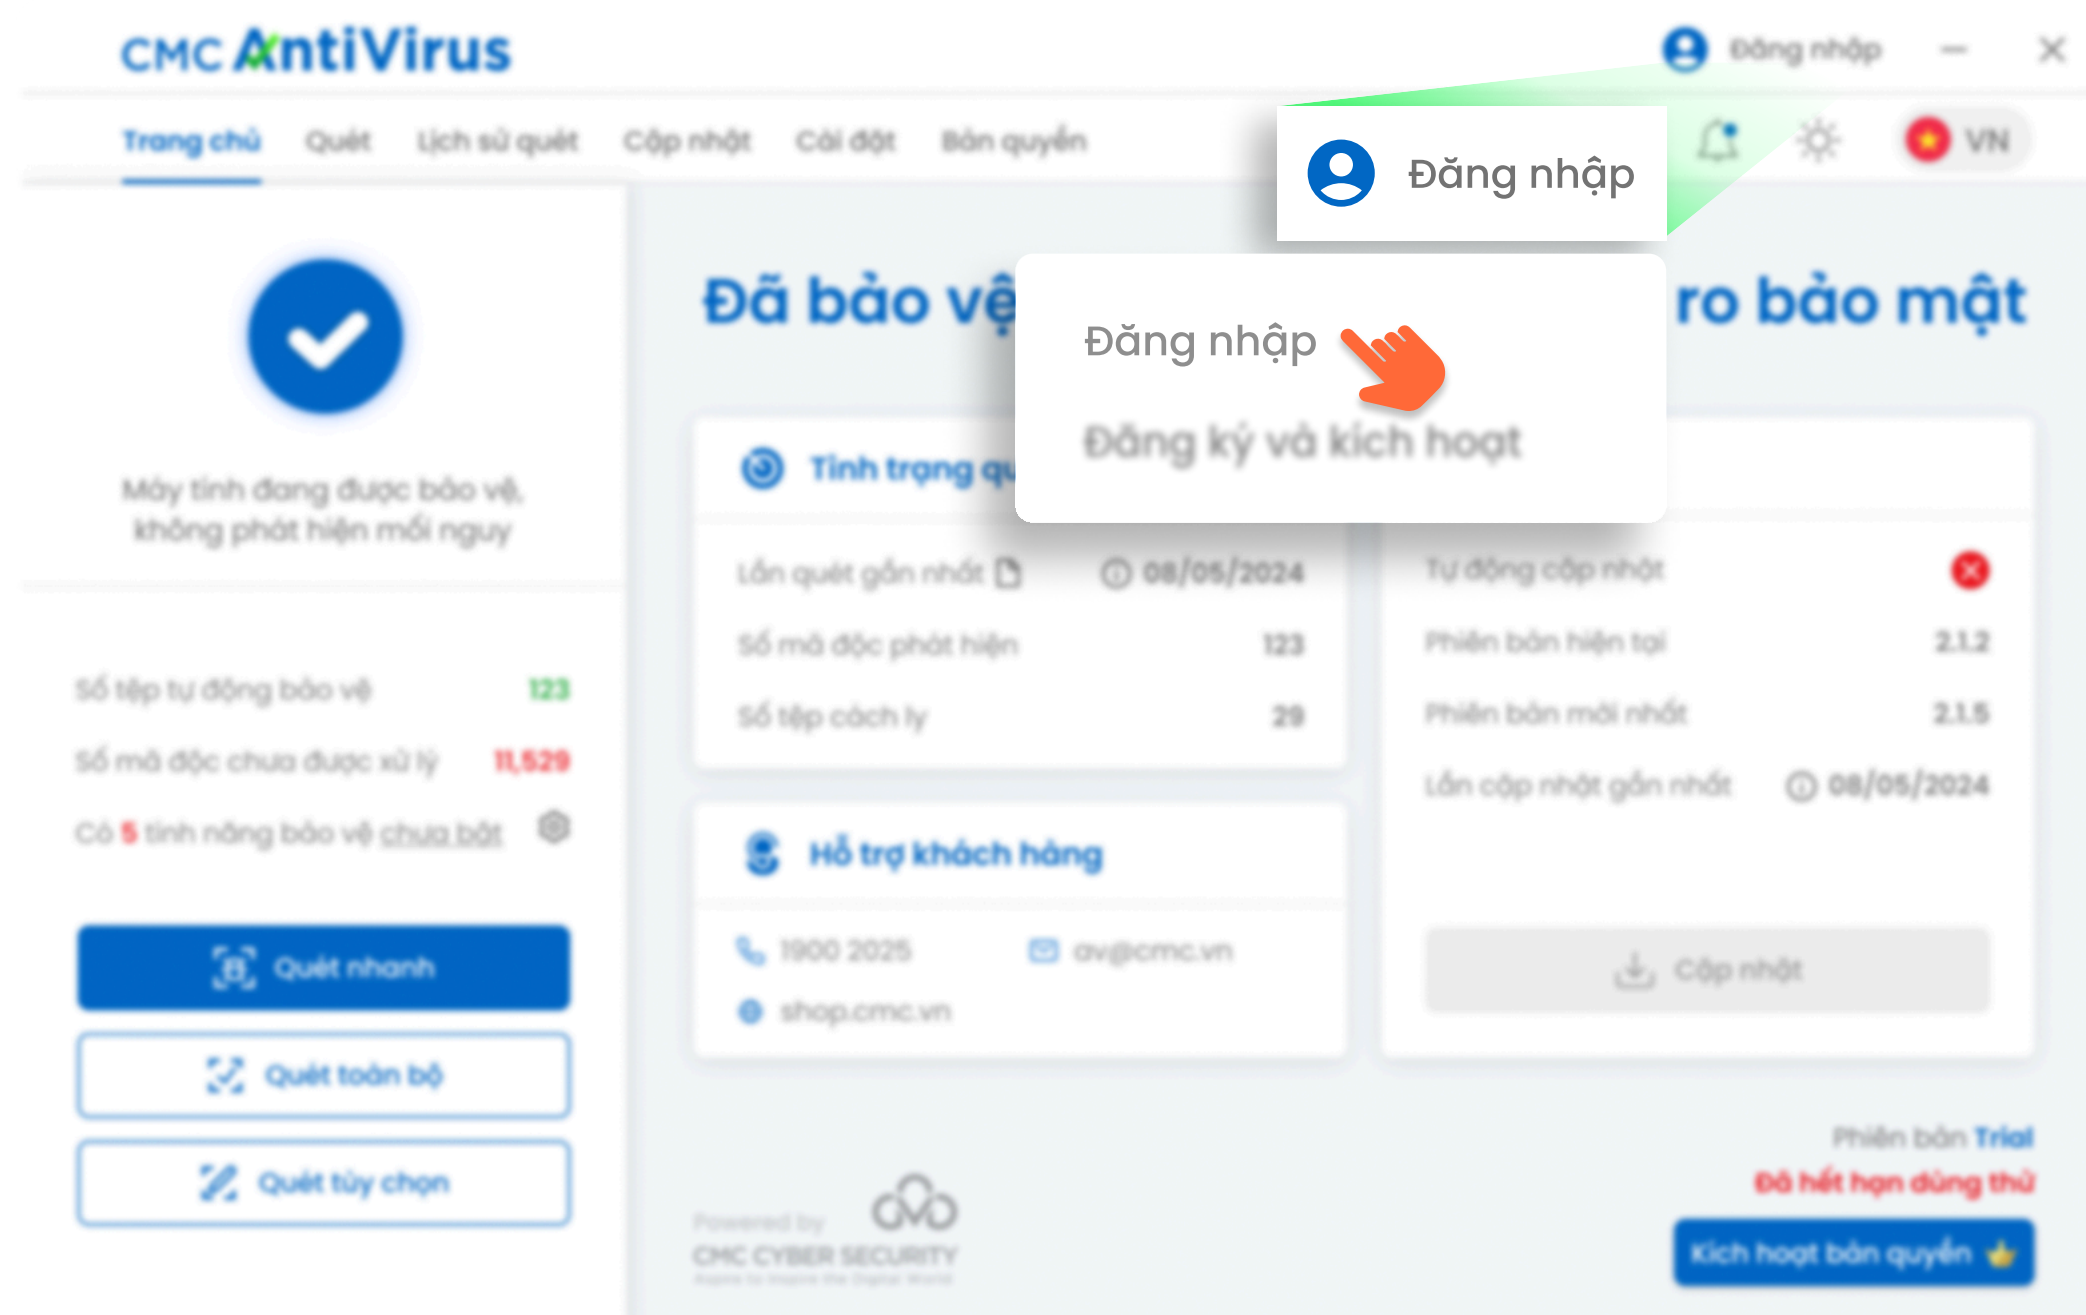 CMC AntiVirus
Đăng nhập
Trang chủ Quét Lịch sử quét Cập nhật Cài đặt Bản quyền
Đăng nhập
VN
Đã bảo vệ ro bảo mật
Đăng nhập
Đăng ký và kích hoạt
Máy tính đang được bảo vệ,
không phát hiện mối nguy
Số tệp tự động bảo vệ 123
Số mã độc chưa được xử lý 11,529
Có 5 tính năng bảo vệ chưa bật
Quét nhanh
Quét toàn bộ
Quét tùy chọn
Tình trạng qu
Lần quét gần nhất 08/05/2024
Số mã độc phát hiện 123
Số tệp cách ly 29
Hỗ trợ khách hàng
1900 2025 av@cmc.vn
shop.cmc.vn
Tự động cập nhật
Phiên bản hiện tại 2.1.2
Phiên bản mới nhất 2.1.5
Lần cập nhật gần nhất 08/05/2024
Cập nhật
Powered by
CMC CYBER SECURITY
Aspire to Inspire the Digital World
Phiên bản Trial
Đã hết hạn dùng thử
Kích hoạt bản quyền